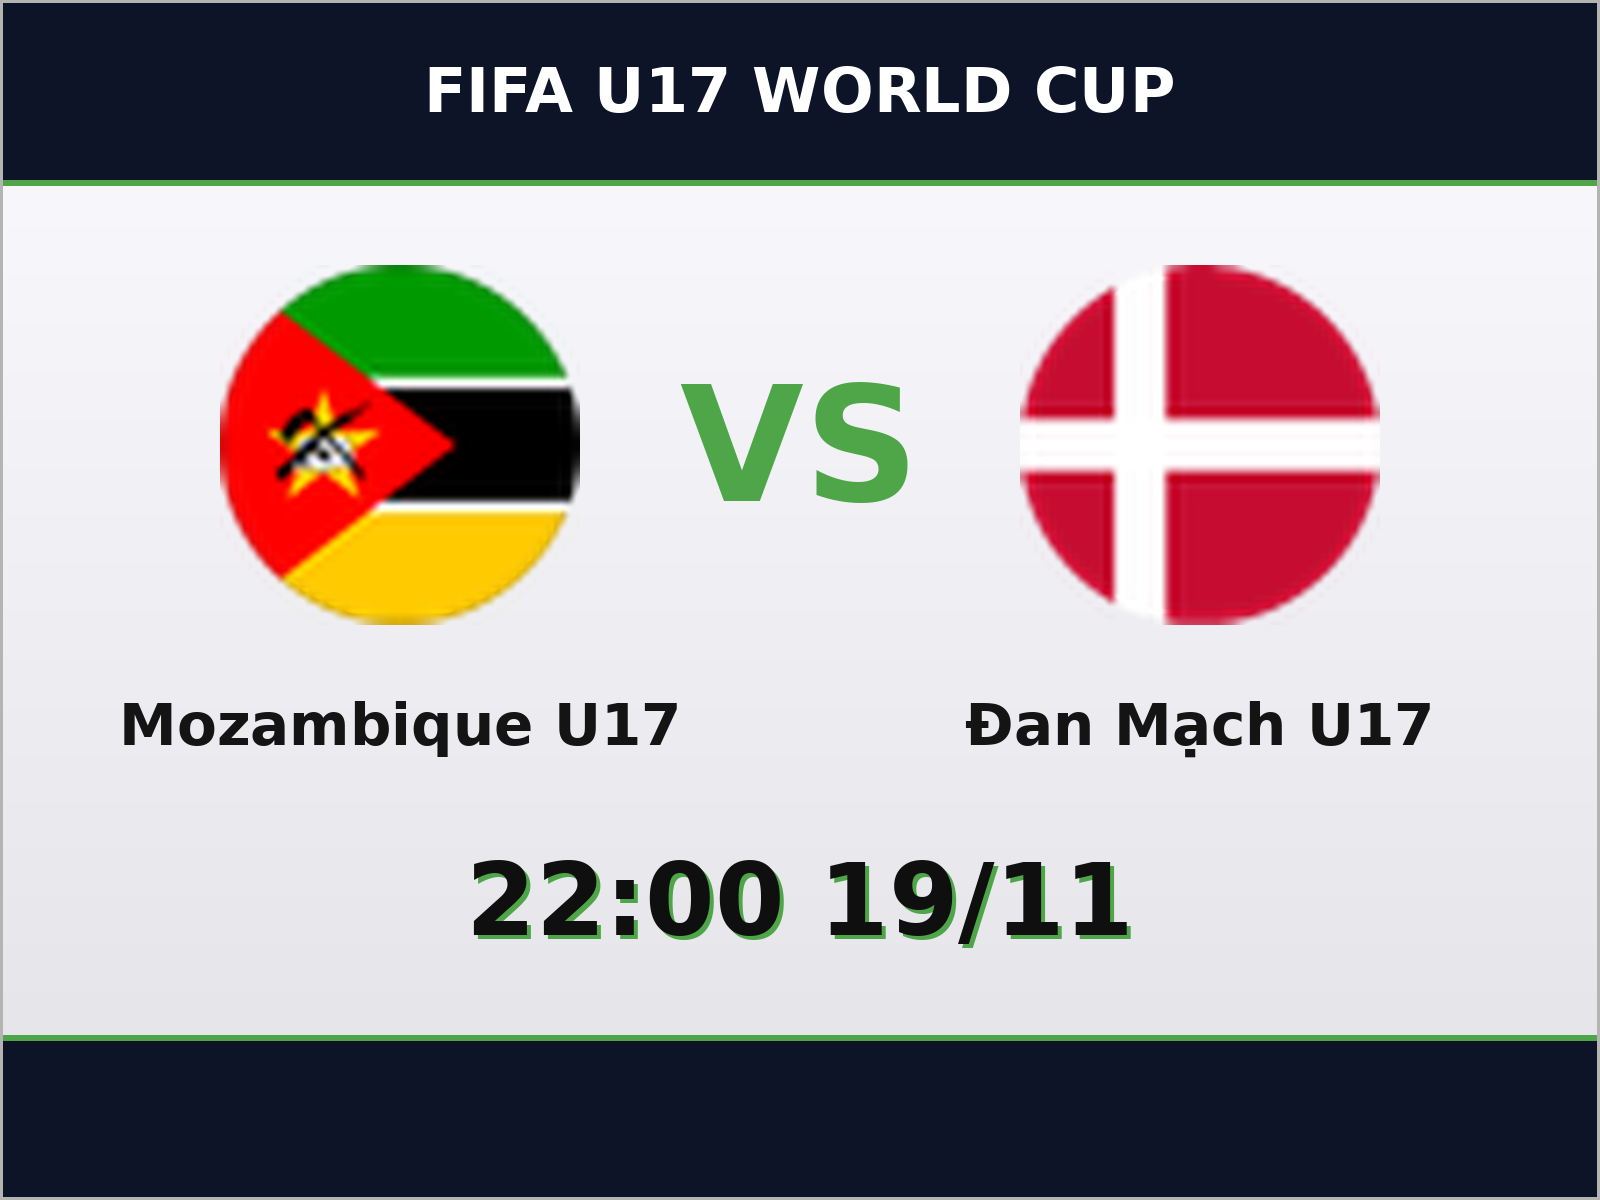 FIFA U17 WORLD CUP
VS
Mozambique U17
Đan Mạch U17
22:00 19/11